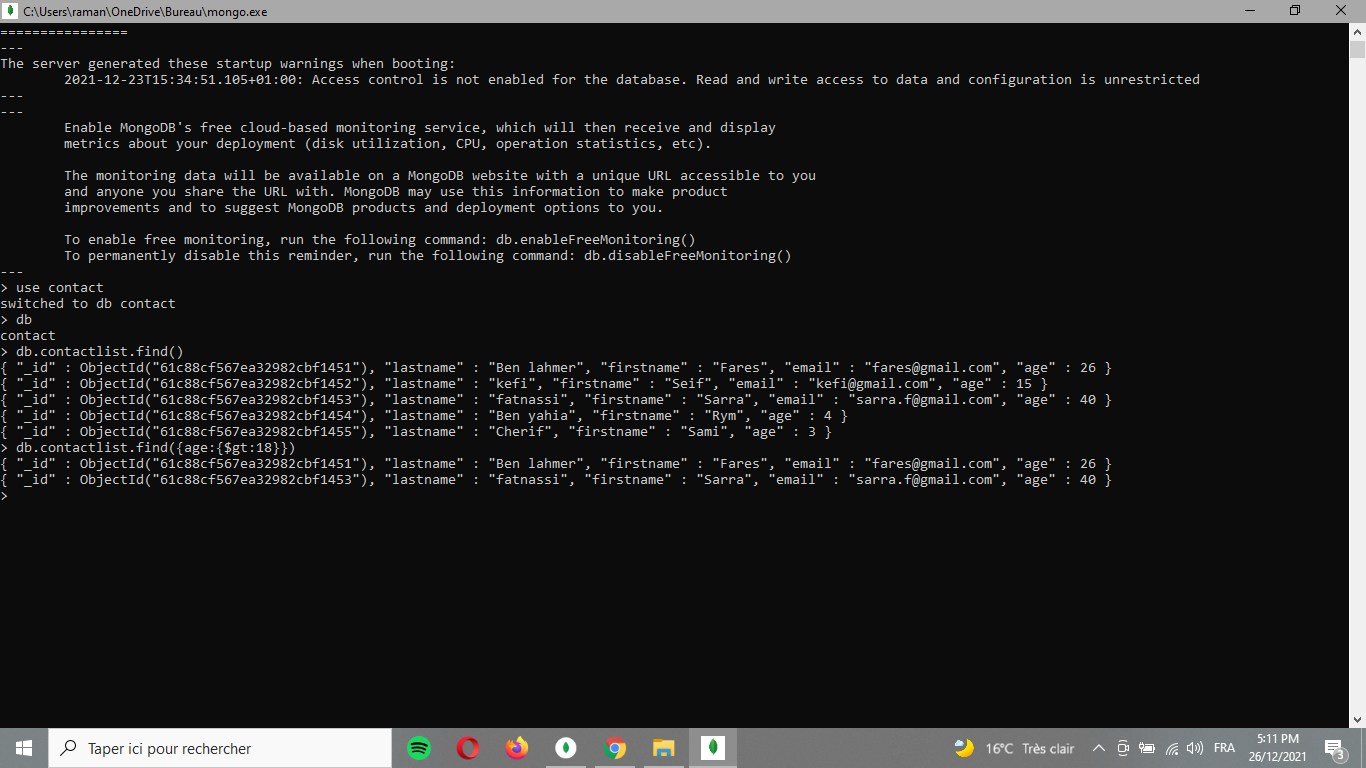 C:\Users\raman\OneDrive\Bureau\mongo.exe
================
---
The server generated these startup warnings when booting:
        2021-12-23T15:34:51.105+01:00: Access control is not enabled for the database. Read and write access to data and configuration is unrestricted
---
---
        Enable MongoDB's free cloud-based monitoring service, which will then receive and display
        metrics about your deployment (disk utilization, CPU, operation statistics, etc).

        The monitoring data will be available on a MongoDB website with a unique URL accessible to you
        and anyone you share the URL with. MongoDB may use this information to make product
        improvements and to suggest MongoDB products and deployment options to you.

        To enable free monitoring, run the following command: db.enableFreeMonitoring()
        To permanently disable this reminder, run the following command: db.disableFreeMonitoring()
---
> use contact
switched to db contact
> db
contact
> db.contactlist.find()
{ "_id" : ObjectId("61c88cf567ea32982cbf1451"), "lastname" : "Ben lahmer", "firstname" : "Fares", "email" : "fares@gmail.com", "age" : 26 }
{ "_id" : ObjectId("61c88cf567ea32982cbf1452"), "lastname" : "kefi", "firstname" : "Seif", "email" : "kefi@gmail.com", "age" : 15 }
{ "_id" : ObjectId("61c88cf567ea32982cbf1453"), "lastname" : "fatnassi", "firstname" : "Sarra", "email" : "sarra.f@gmail.com", "age" : 40 }
{ "_id" : ObjectId("61c88cf567ea32982cbf1454"), "lastname" : "Ben yahia", "firstname" : "Rym", "age" : 4 }
{ "_id" : ObjectId("61c88cf567ea32982cbf1455"), "lastname" : "Cherif", "firstname" : "Sami", "age" : 3 }
> db.contactlist.find({age:{$gt:18}})
{ "_id" : ObjectId("61c88cf567ea32982cbf1451"), "lastname" : "Ben lahmer", "firstname" : "Fares", "email" : "fares@gmail.com", "age" : 26 }
{ "_id" : ObjectId("61c88cf567ea32982cbf1453"), "lastname" : "fatnassi", "firstname" : "Sarra", "email" : "sarra.f@gmail.com", "age" : 40 }
>
Taper ici pour rechercher
16°C Très clair
FRA
5:11 PM
26/12/2021
3